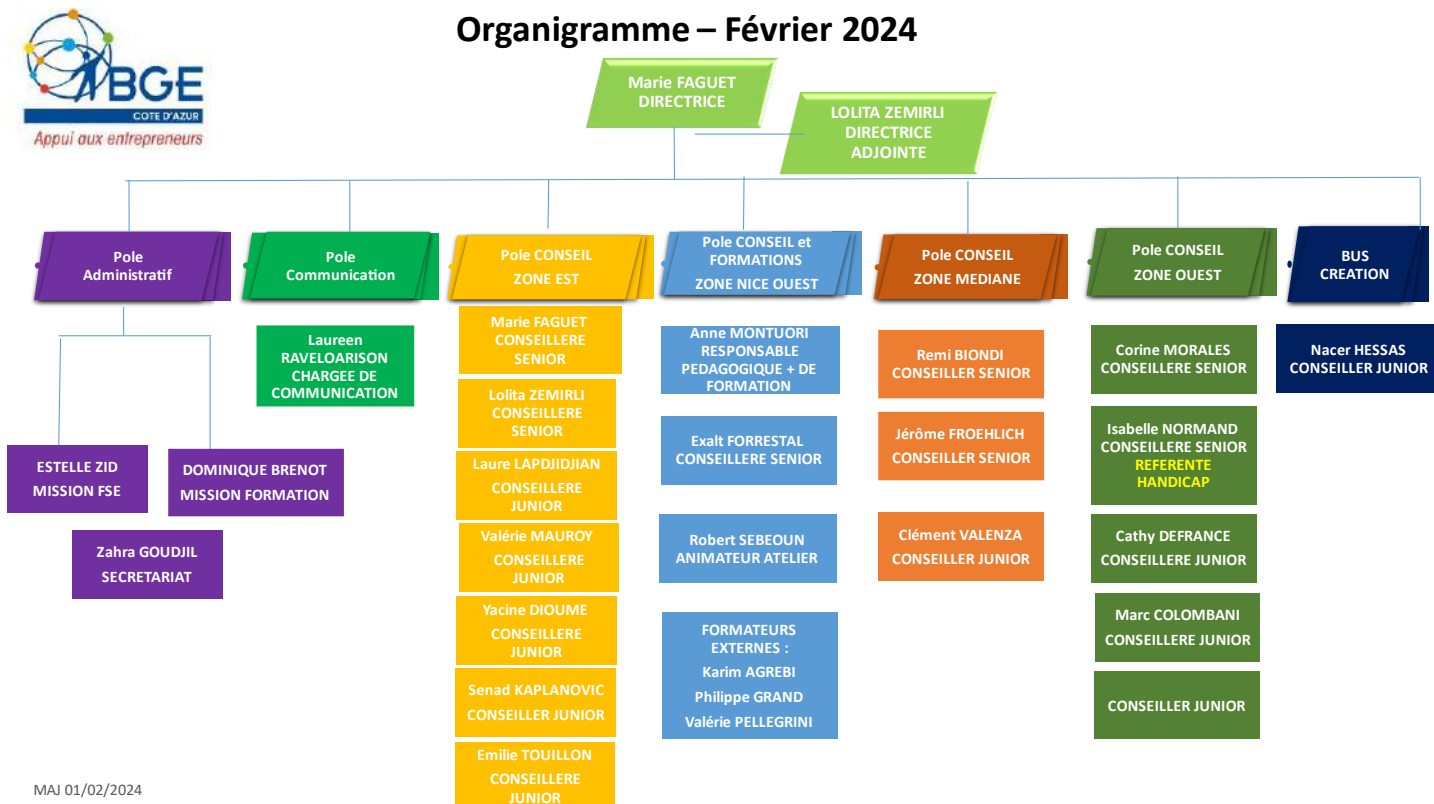 Organigramme – Février 2024
BGE
COTE D'AZUR
Appui aux entrepreneurs
Marie FAGUET
DIRECTRICE
LOLITA ZEMIRLI
DIRECTRICE
ADJOINTE
Pole
Administratif
Pole
Communication
Pole CONSEIL
ZONE EST
Pole CONSEIL et
FORMATIONS
ZONE NICE OUEST
Pole CONSEIL
ZONE MEDIANE
Pole CONSEIL
ZONE OUEST
BUS
CREATION
ESTELLE ZID
MISSION FSE
DOMINIQUE BRENOT
MISSION FORMATION
Zahra GOUDJIL
SECRETARIAT
Laureen
RAVELOARISON
CHARGEE DE
COMMUNICATION
Marie FAGUET
CONSEILLERE
SENIOR
Lolita ZEMIRLI
CONSEILLERE
SENIOR
Laure LAPDJIDJIAN
CONSEILLERE
JUNIOR
Valérie MAUROY
CONSEILLERE
JUNIOR
Yacine DIOUME
CONSEILLERE
JUNIOR
Senad KAPLANOVIC
CONSEILLER JUNIOR
Emilie TOUILLON
CONSEILLERE
JUNIOR
Anne MONTUORI
RESPONSABLE
PEDAGOGIQUE + DE
FORMATION
Exalt FORRESTAL
CONSEILLERE SENIOR
Robert SEBEOUN
ANIMATEUR ATELIER
FORMATEURS
EXTERNES :
Karim AGREBI
Philippe GRAND
Valérie PELLEGRINI
Remi BIONDI
CONSEILLER SENIOR
Jérôme FROEHLICH
CONSEILLER SENIOR
Clément VALENZA
CONSEILLER JUNIOR
Corine MORALES
CONSEILLERE SENIOR
Isabelle NORMAND
CONSEILLERE SENIOR
REFERENTE
HANDICAP
Cathy DEFRANCE
CONSEILLERE JUNIOR
Marc COLOMBANI
CONSEILLERE JUNIOR
CONSEILLER JUNIOR
Nacer HESSAS
CONSEILLER JUNIOR
MAJ 01/02/2024